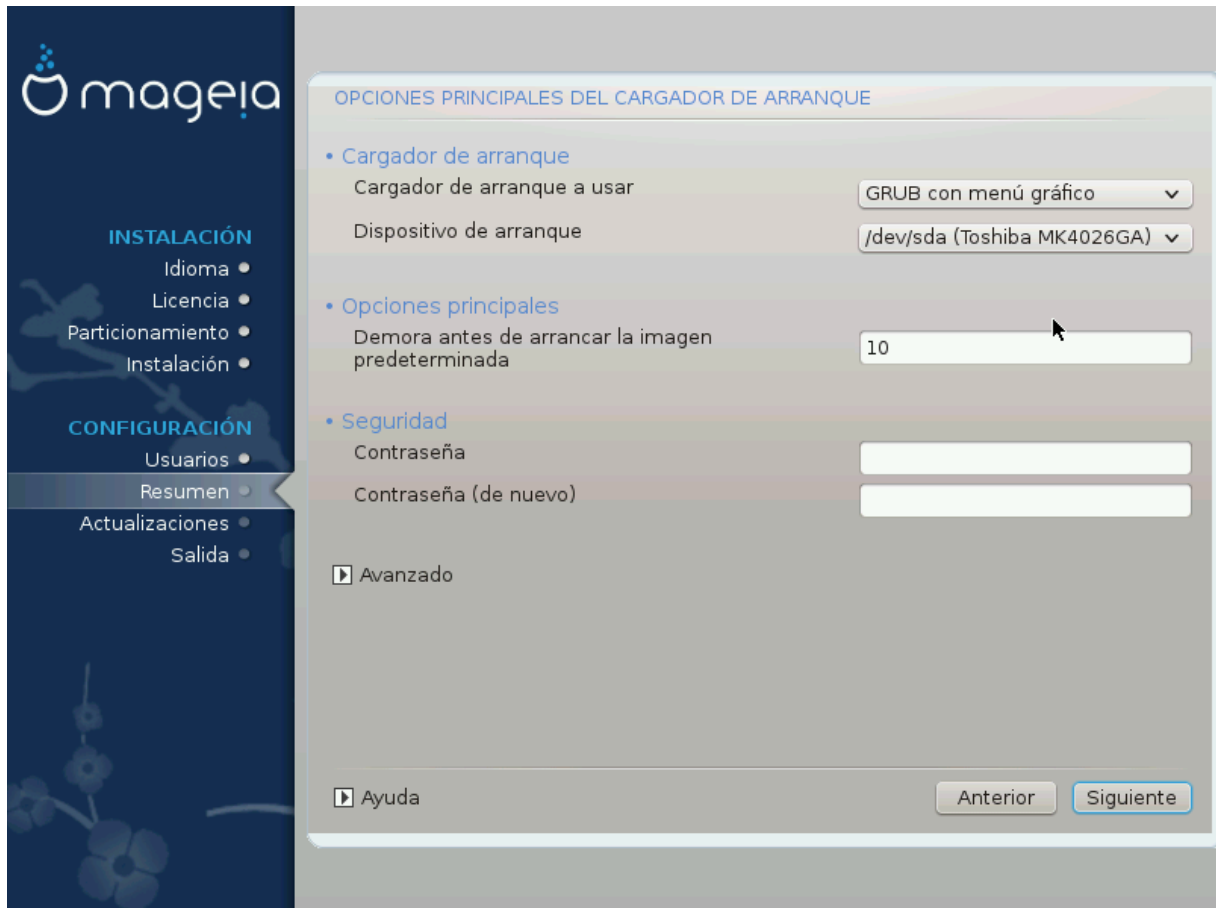 mageia
INSTALACIÓN
Idioma
Licencia
Particionamiento
Instalación
CONFIGURACIÓN
Usuarios
Resumen
Actualizaciones
Salida
OPCIONES PRINCIPALES DEL CARGADOR DE ARRANQUE
• Cargador de arranque
Cargador de arranque a usar
GRUB con menú gráfico
Dispositivo de arranque
/dev/sda (Toshiba MK4026GA)
• Opciones principales
Demora antes de arrancar la imagen
predeterminada
10
• Seguridad
Contraseña
Contraseña (de nuevo)
Avanzado
Ayuda
Anterior
Siguiente